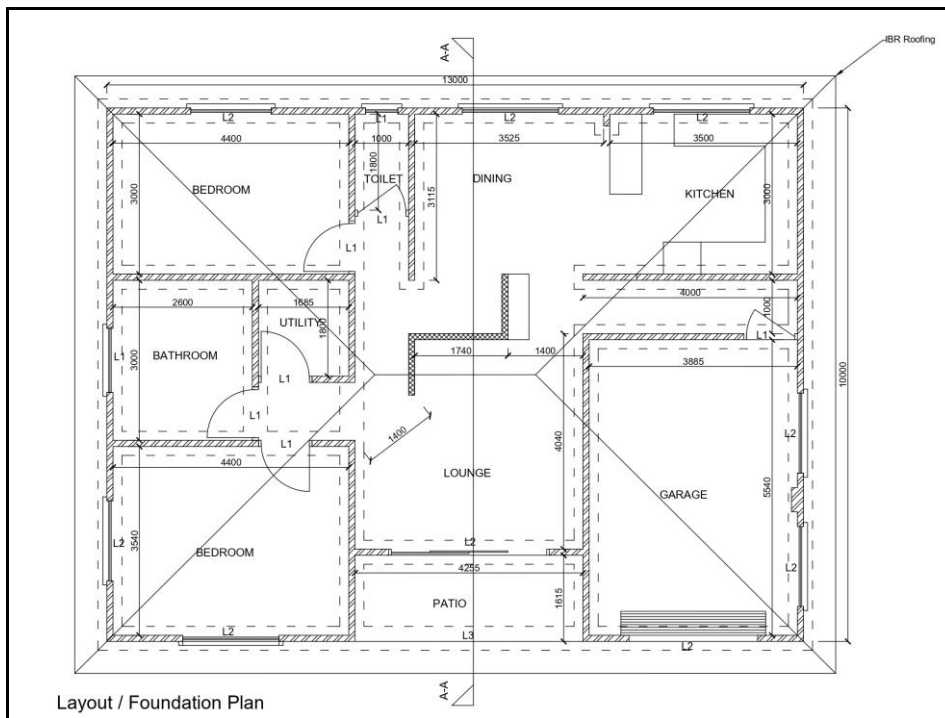 A-A
IBR Roofing
13000
L2
L1
L2
L2
4400
1000
3525
3500
1800
TOILET
BEDROOM
DINING
KITCHEN
3000
3115
3000
L1
L1
2600
1685
4000
UTILITY
1800
1000
L1
BATHROOM
L1
3000
1740
1400
3885
L1
10000
L1
L1
1400
4040
L2
4400
LOUNGE
GARAGE
5540
3540
L2
BEDROOM
L2
L2
4255
PATIO
1615
L2
L3
L2
A-A
Layout / Foundation Plan